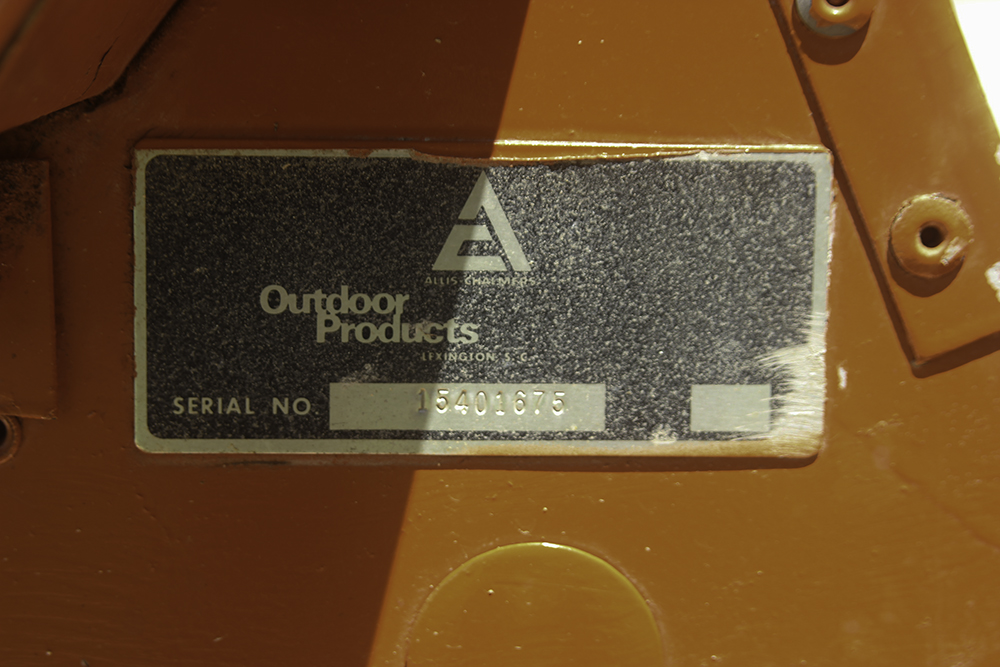 ALLIS-CHALMERS
Outdoor
Products
LEXINGTON, S. C.
SERIAL NO. 15401675